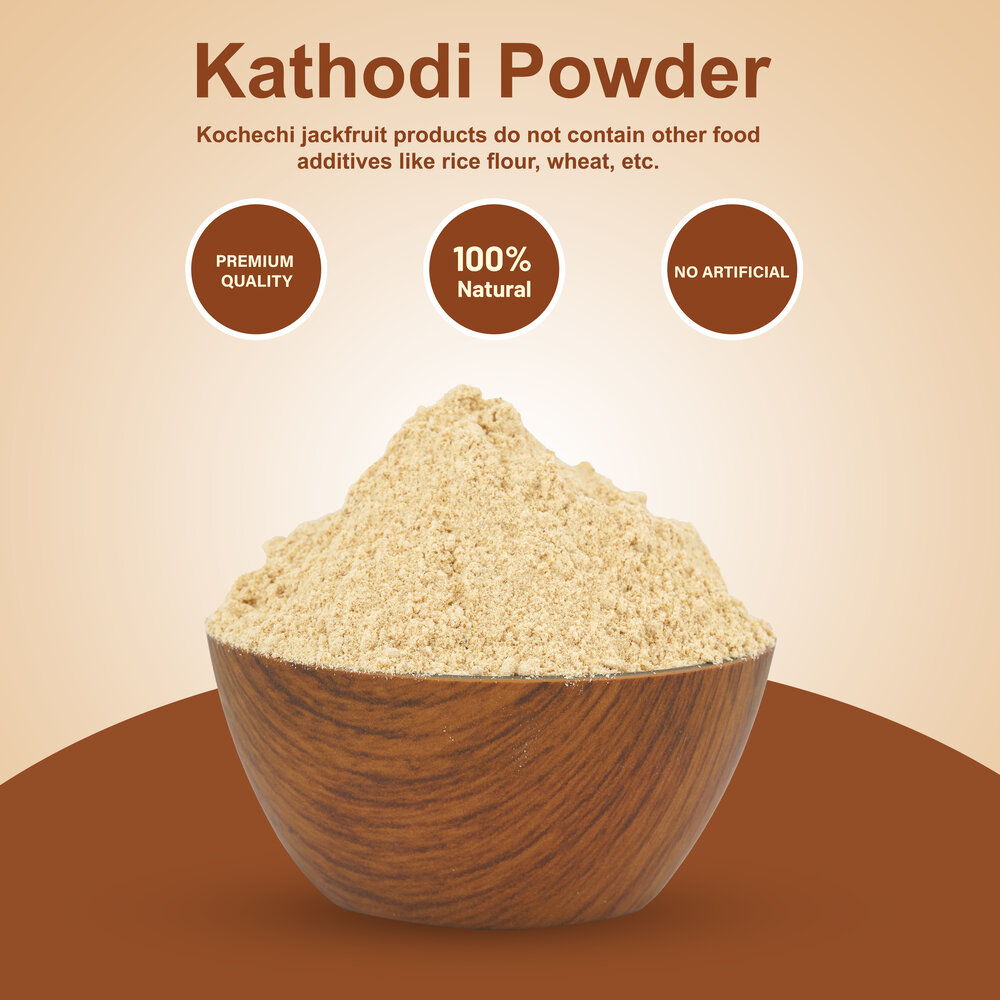 Kathodi Powder
Kochechi jackfruit products do not contain other food
additives like rice flour, wheat, etc.
PREMIUM
QUALITY
100%
Natural
NO ARTIFICIAL